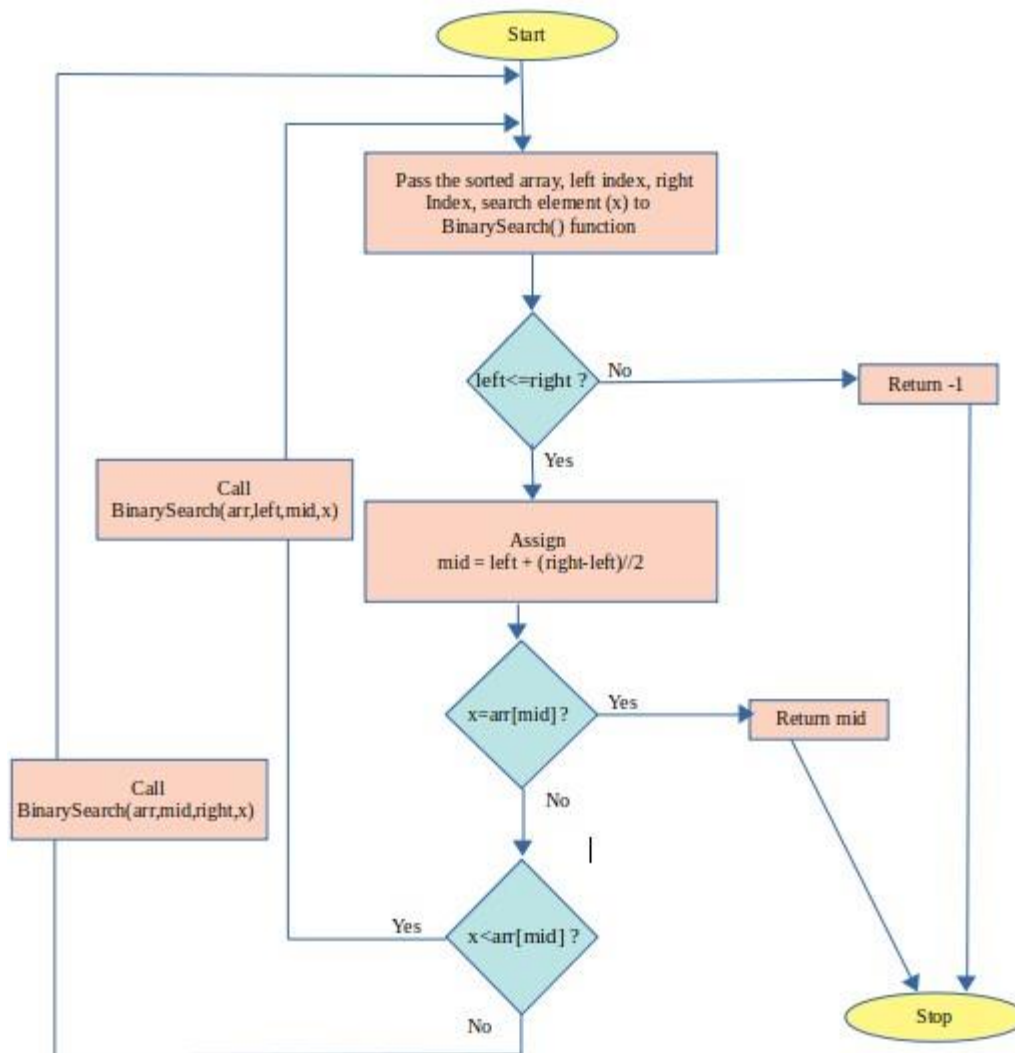 Start
Pass the sorted array, left index, right
Index, search element (x) to
BinarySearch() function
left<=right ?
No
Return -1
Yes
Call
BinarySearch(arr,left,mid,x)
Assign
mid = left + (right-left)//2
x=arr[mid] ?
Yes
Return mid
No
Call
BinarySearch(arr,mid,right,x)
x<arr[mid] ?
Yes
No
Stop